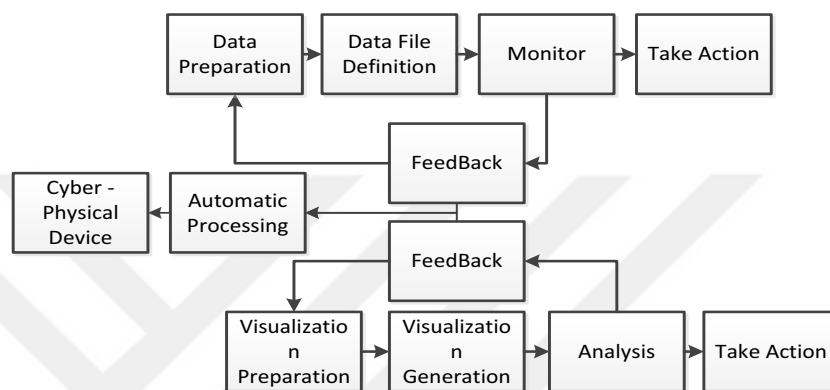 Data
Preparation
Data File
Definition
Monitor
Take Action
FeedBack
Cyber -
Physical
Device
Automatic
Processing
FeedBack
Visualizatio
n
Preparation
Visualizatio
n
Generation
Analysis
Take Action